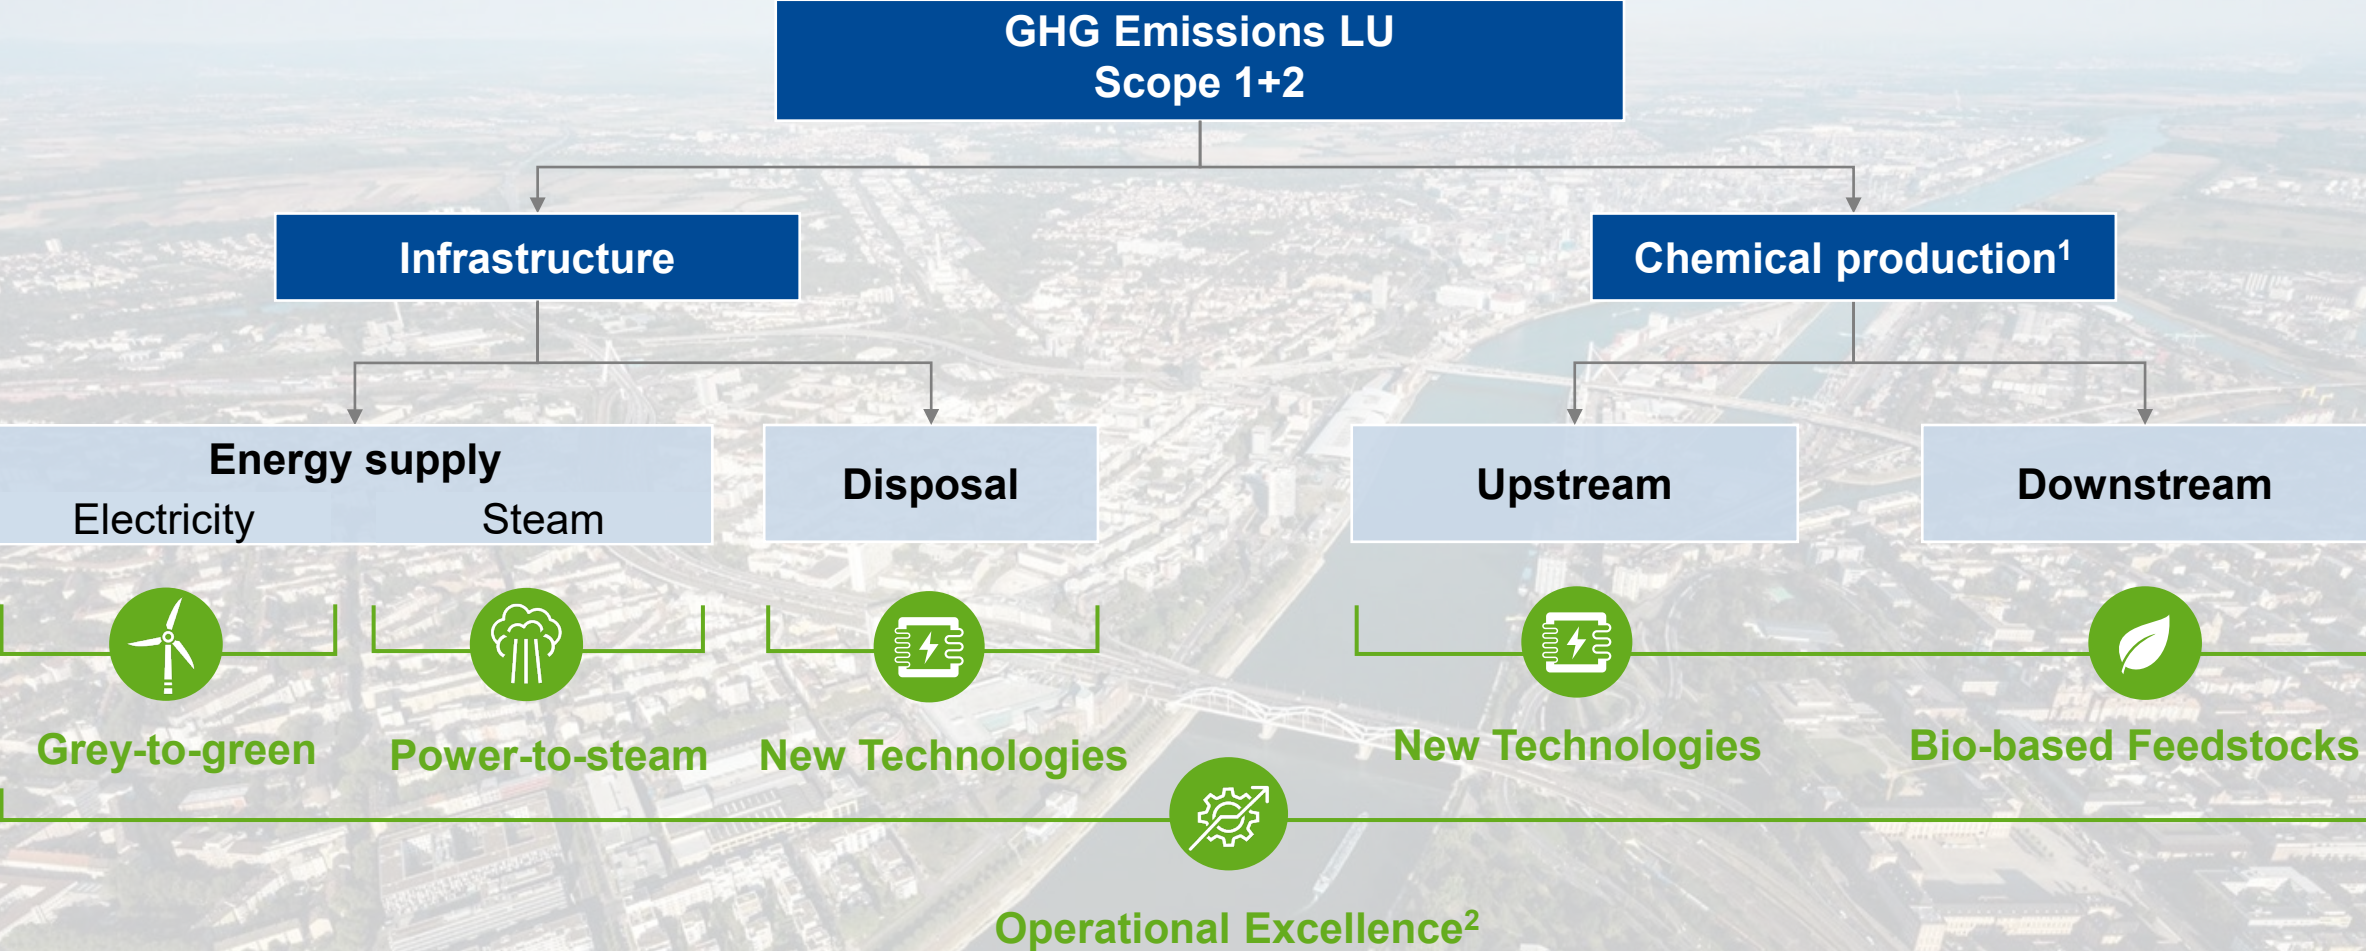 GHG Emissions LU
Scope 1+2
Infrastructure
Chemical production¹
Energy supply
Electricity
Steam
Disposal
Upstream
Downstream
Grey-to-green
Power-to-steam
New Technologies
New Technologies
Bio-based Feedstocks
Operational Excellence²